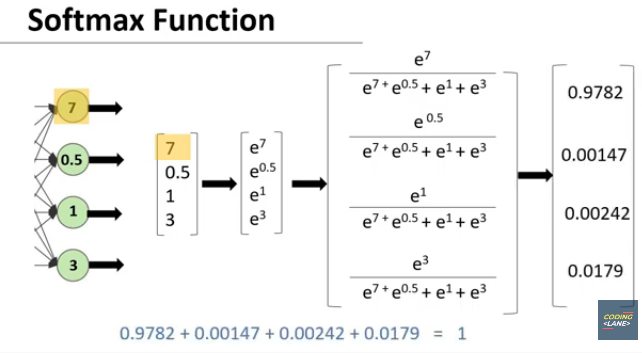 Softmax Function
7
0.5
1
3
7
0.5
1
3
e⁷
e⁰·⁵
e¹
e³
e⁷
e⁷ ⁺ e⁰·⁵ + e¹ + e³
e ⁰·⁵
e⁷ ⁺ e⁰·⁵ + e¹ + e³
e¹
e⁷ ⁺ e⁰·⁵ + e¹ + e³
e³
e⁷ ⁺ e⁰·⁵ + e¹ + e³
0.9782
0.00147
0.00242
0.0179
0.9782 + 0.00147 + 0.00242 + 0.0179 = 1
CODING
<LANE>